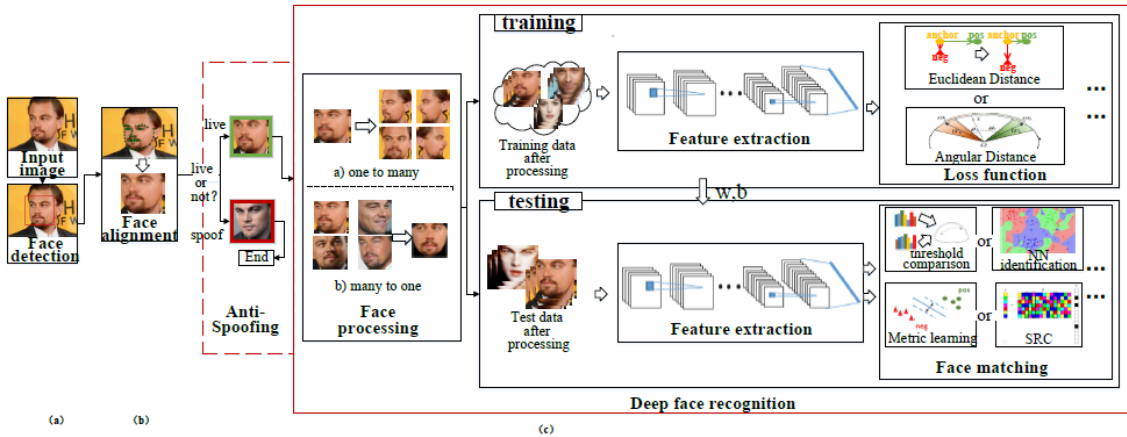 Input
image
Face
detection
Face
alignment
live
live
or
not?
spoof
End
Anti-
Spoofing
a) one to many
b) many to one
Face
processing
training
Training data
after
processing
Feature extraction
anchor pos
neg
anchor pos
neg
Euclidean Distance
or
Angular Distance
...
...
Loss function
w,b
testing
Test data
after
processing
Feature extraction
threshold
comparison
or
NN
identification
...
pos
neg
Metric learning
or
SRC
...
Face matching
Deep face recognition
(a)
(b)
(c)